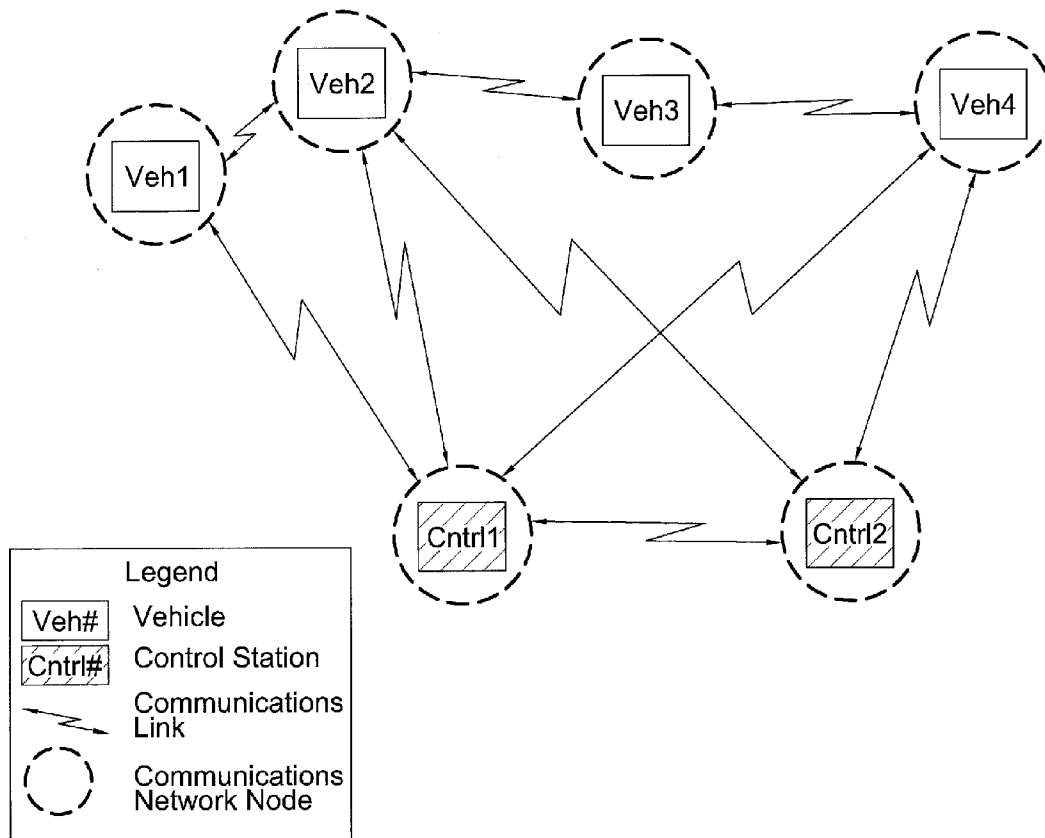 Veh2
Veh3
Veh4
Veh1
Cntrl1
Cntrl2
Legend
Veh# Vehicle
Cntrl# Control Station
Communications
Link
Communications
Network Node